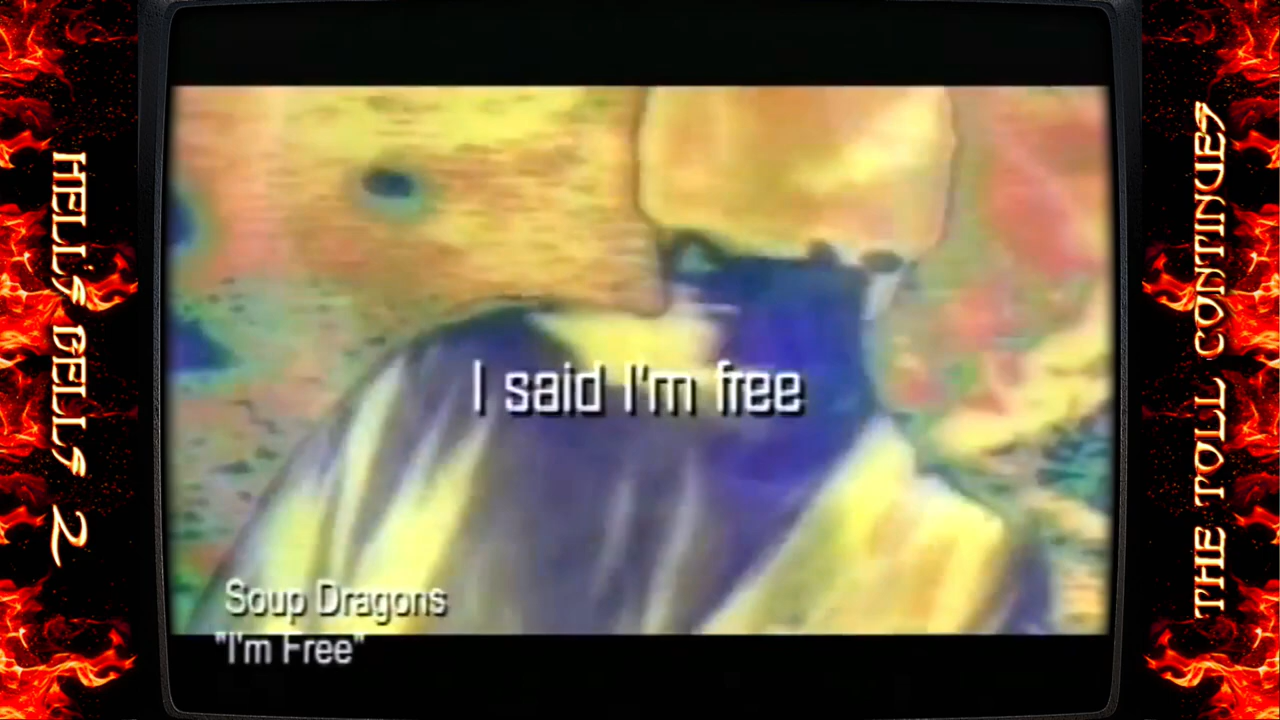 HELL'S BELLS 2
I said I'm free
Soup Dragons
"I'm Free"
THE TOLL CONTINUES